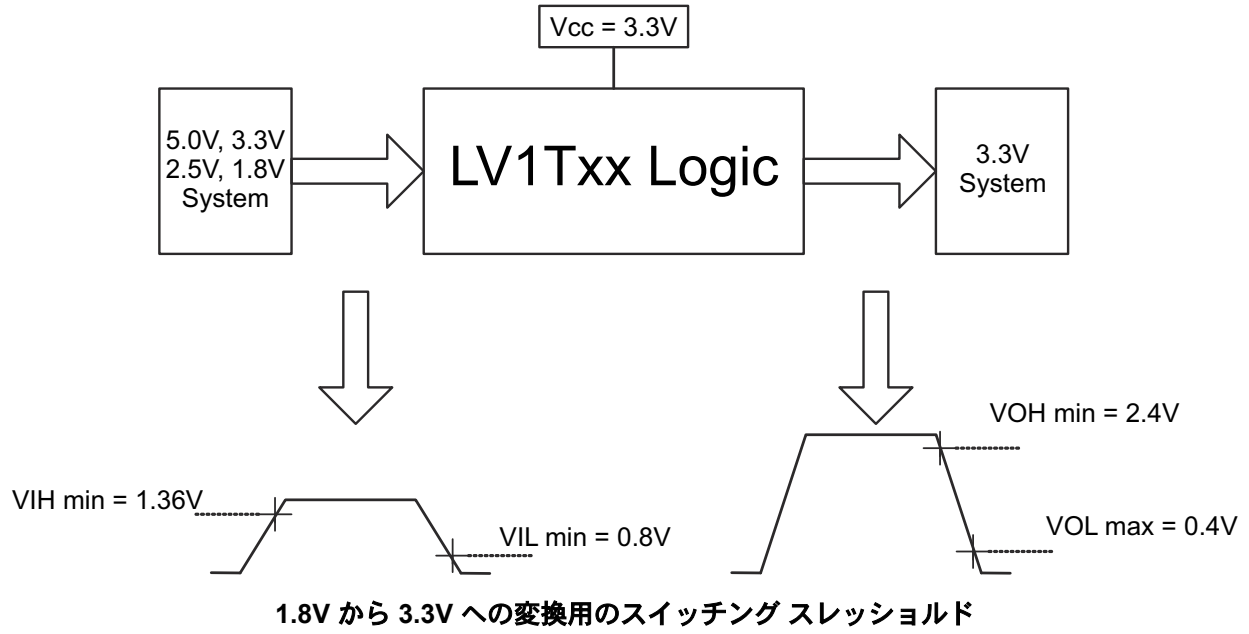 Vcc = 3.3V
5.0V, 3.3V
2.5V, 1.8V
System
LV1Txx Logic
3.3V
System
VOH min = 2.4V
VIH min = 1.36V
VIL min = 0.8V
VOL max = 0.4V
1.8V から 3.3V への変換用のスイッチング スレッショルド